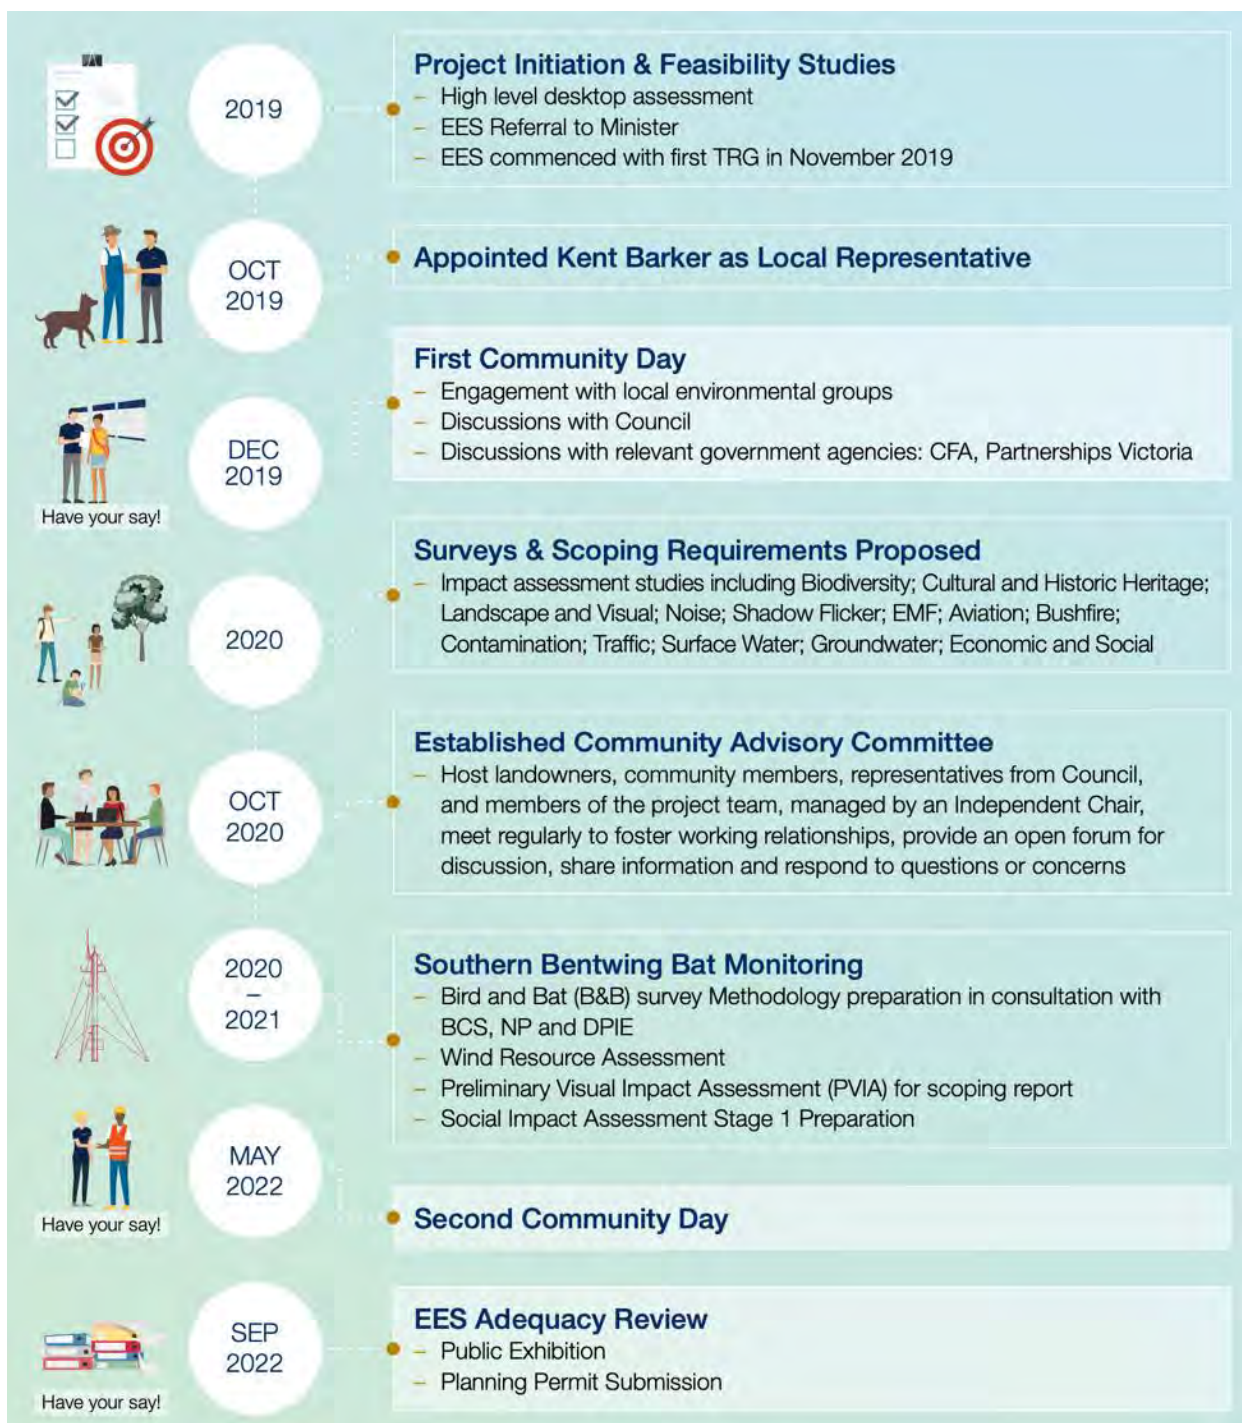 2019
Project Initiation & Feasibility Studies
– High level desktop assessment
– EES Referral to Minister
– EES commenced with first TRG in November 2019
OCT
2019
Appointed Kent Barker as Local Representative
DEC
2019
Have your say!
First Community Day
– Engagement with local environmental groups
– Discussions with Council
– Discussions with relevant government agencies: CFA, Partnerships Victoria
2020
Surveys & Scoping Requirements Proposed
– Impact assessment studies including Biodiversity; Cultural and Historic Heritage;
Landscape and Visual; Noise; Shadow Flicker; EMF; Aviation; Bushfire;
Contamination; Traffic; Surface Water; Groundwater; Economic and Social
OCT
2020
Established Community Advisory Committee
– Host landowners, community members, representatives from Council,
and members of the project team, managed by an Independent Chair,
meet regularly to foster working relationships, provide an open forum for
discussion, share information and respond to questions or concerns
2020
–
2021
Southern Bentwing Bat Monitoring
– Bird and Bat (B&B) survey Methodology preparation in consultation with
BCS, NP and DPIE
– Wind Resource Assessment
– Preliminary Visual Impact Assessment (PVIA) for scoping report
– Social Impact Assessment Stage 1 Preparation
MAY
2022
Have your say!
Second Community Day
SEP
2022
Have your say!
EES Adequacy Review
– Public Exhibition
– Planning Permit Submission